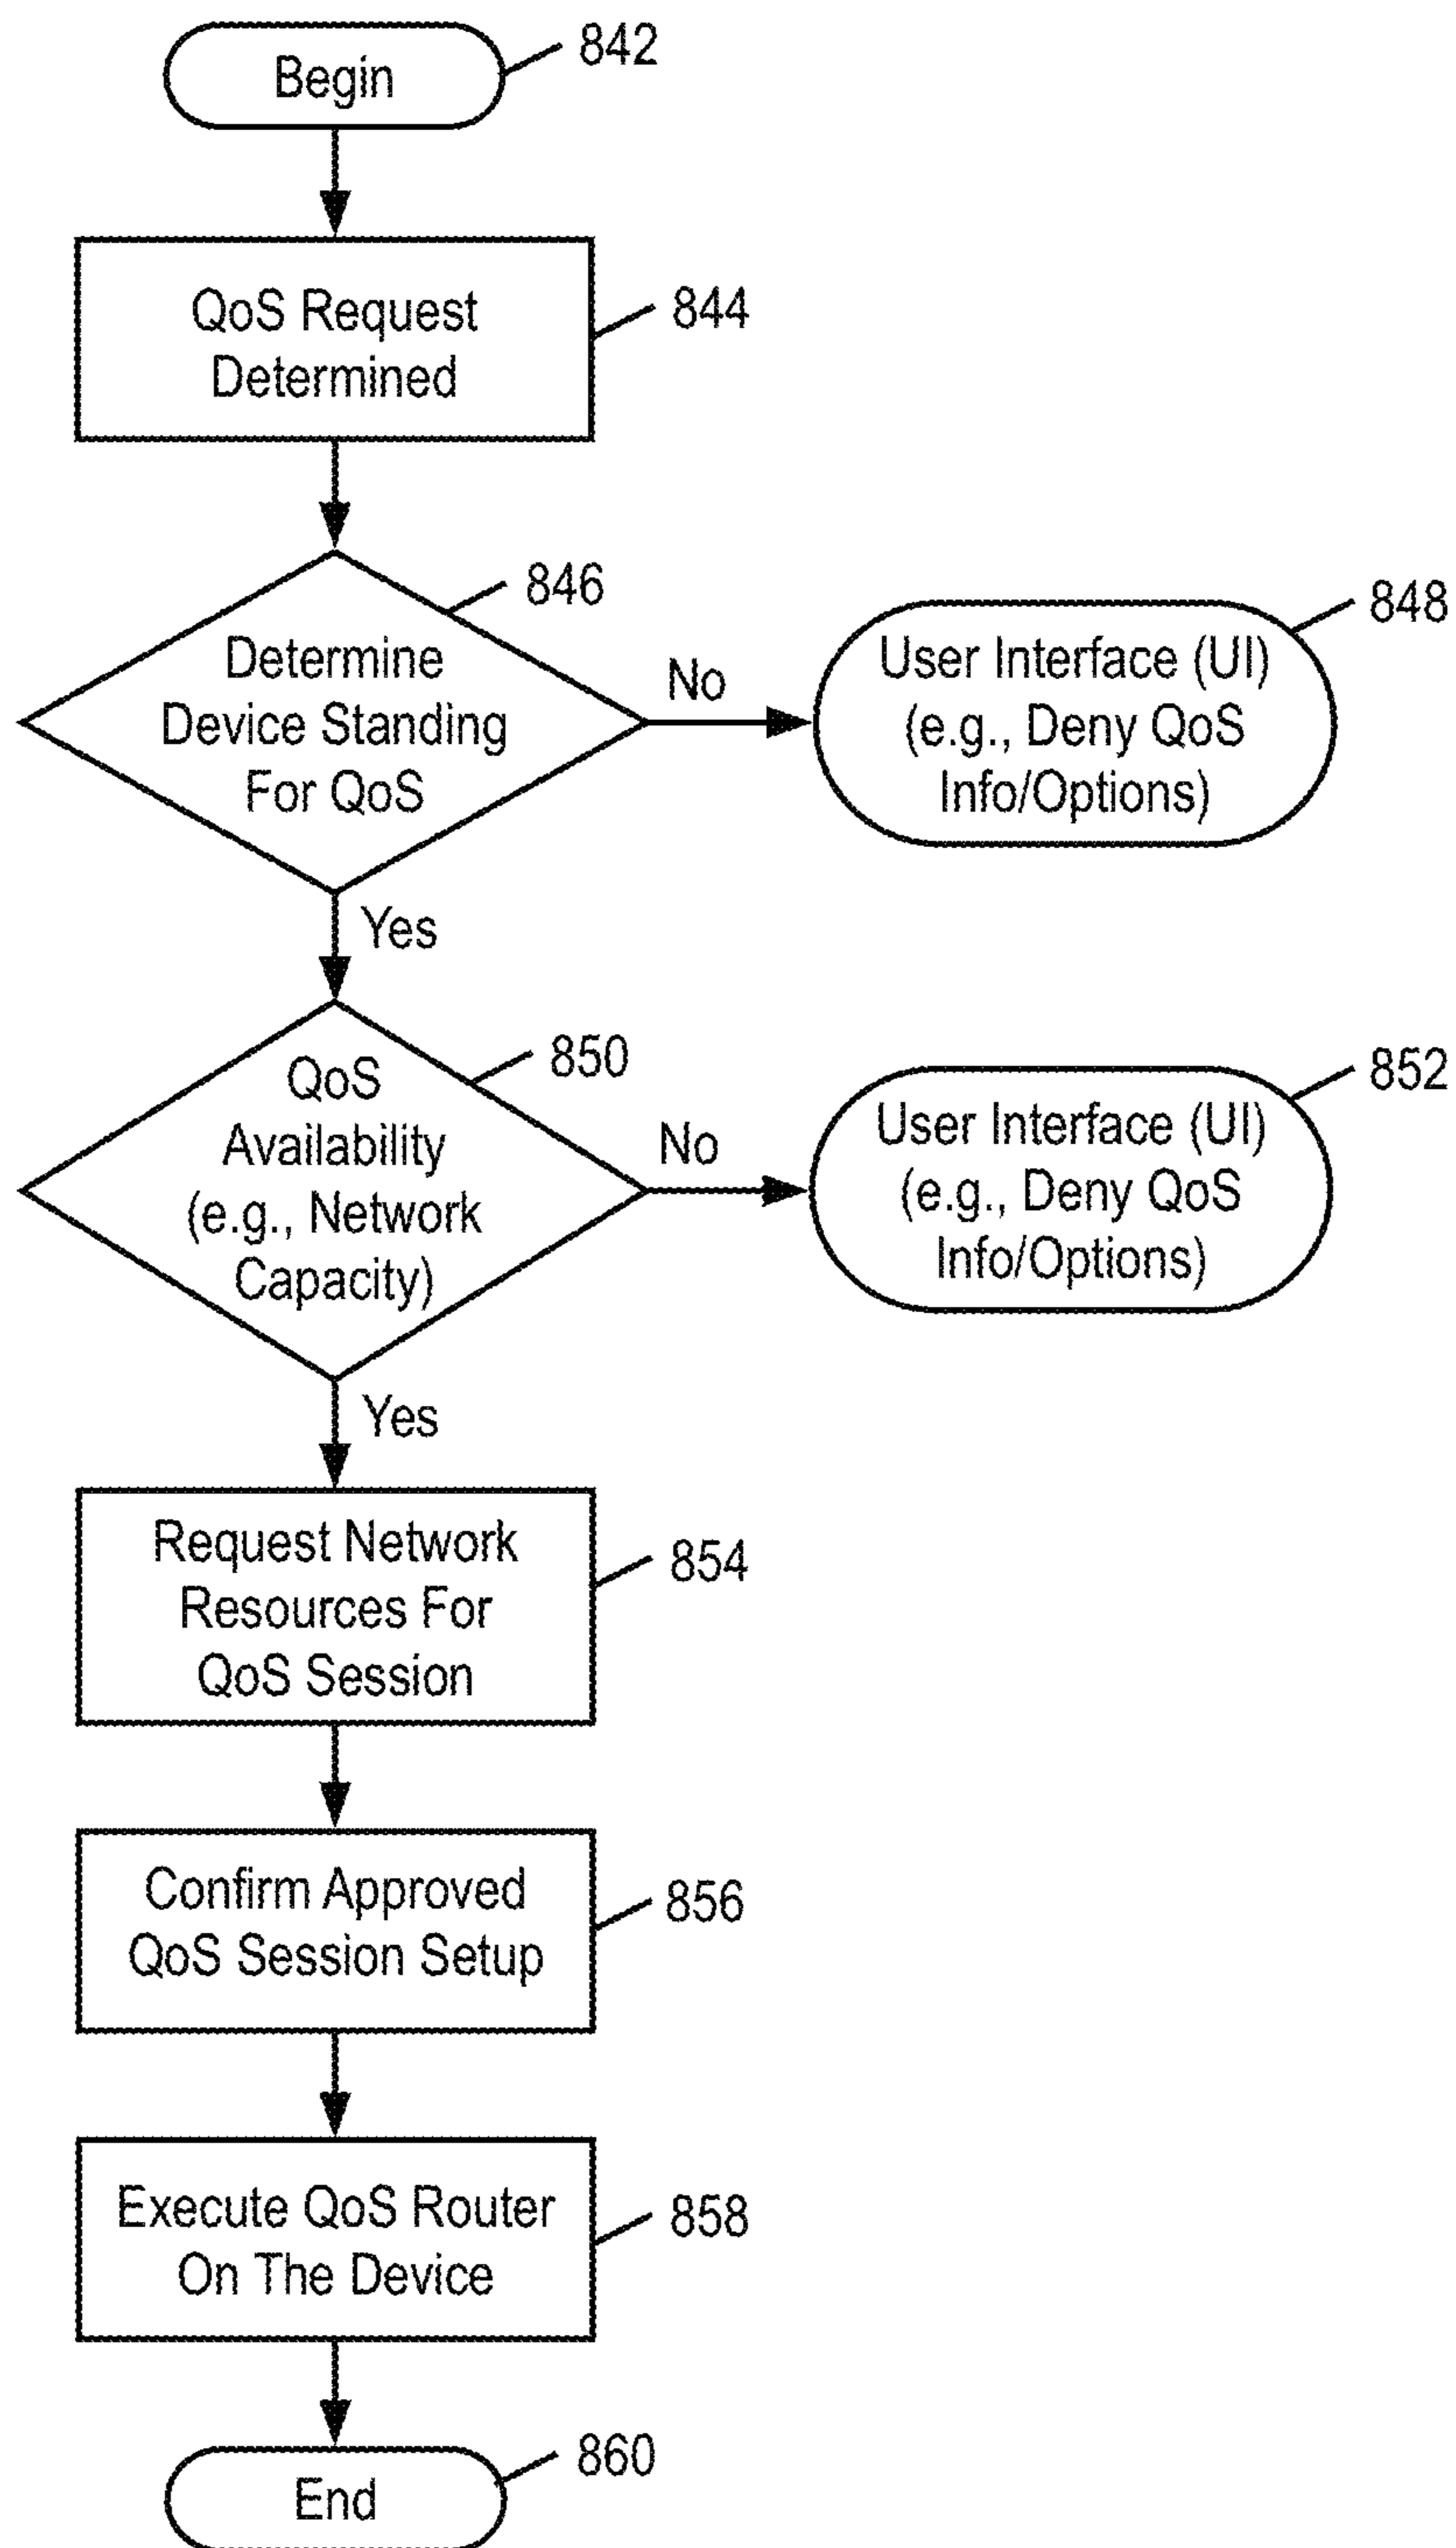 Begin
842
QoS Request
Determined
844
846
Determine
Device Standing
For QoS
No
848
User Interface (UI)
(e.g., Deny QoS
Info/Options)
Yes
850
QoS
Availability
(e.g., Network
Capacity)
No
852
User Interface (UI)
(e.g., Deny QoS
Info/Options)
Yes
Request Network
Resources For
QoS Session
854
Confirm Approved
QoS Session Setup
856
Execute QoS Router
On The Device
858
End
860